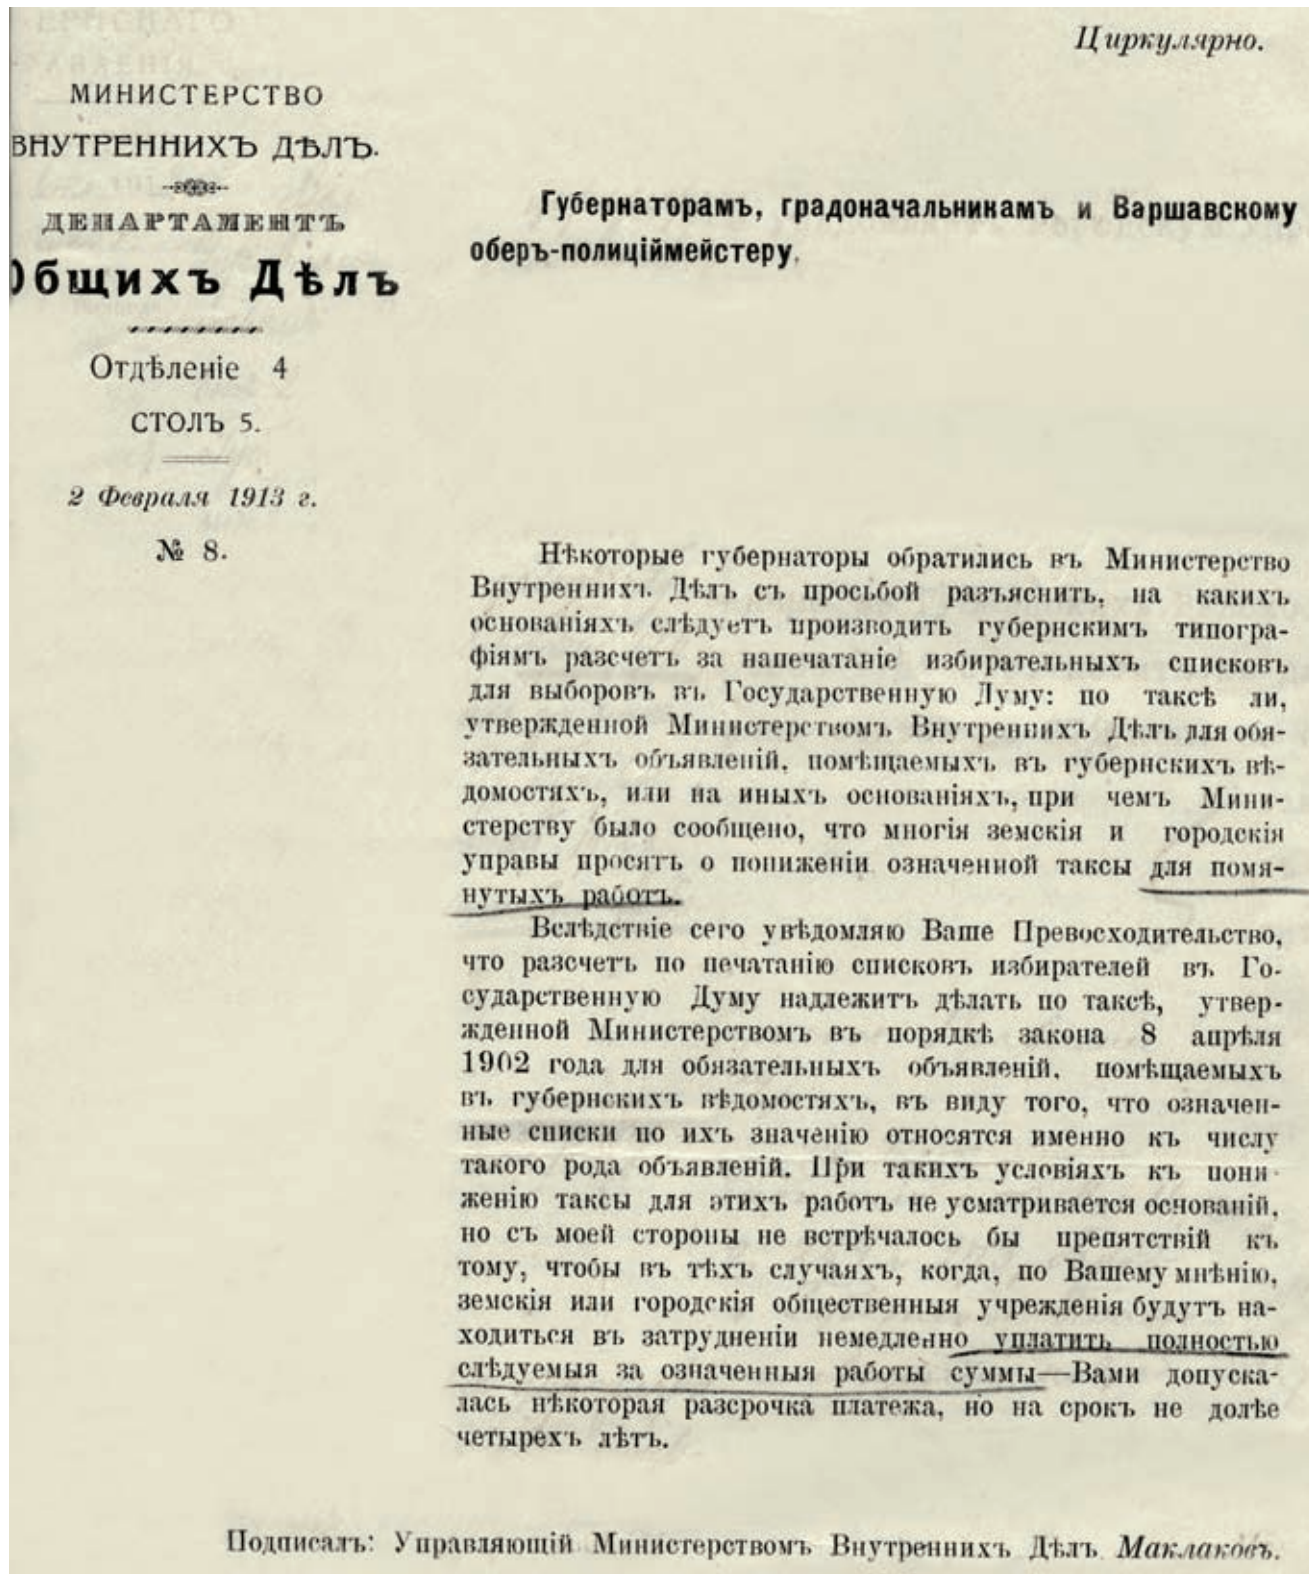 Циркулярно.
МИНИСТЕРСТВО
ВНУТРЕННИХЪ ДѢЛЪ.
ДЕПАРТАМЕНТЪ
Общихъ Дѣлъ
Отдѣленіе 4
СТОЛЪ 5.
2 Февраля 1913 г.
№ 8.
Губернаторамъ, градоначальникамъ и Варшавскому
оберъ-полиціймейстеру.
Нѣкоторые губернаторы обратились въ Министерство
Внутреннихъ Дѣлъ съ просьбой разъяснить, на какихъ
основаніяхъ слѣдуетъ производить губернскимъ типогра-
фіямъ разсчетъ за напечатаніе избирательныхъ списковъ
для выборовъ въ Государственную Думу: по таксѣ ли,
утвержденной Министерствомъ Внутреннихъ Дѣлъ для обя-
зательныхъ объявленій, помѣщаемыхъ въ губернскихъ вѣ-
домостяхъ, или на иныхъ основаніяхъ, при чемъ Мини-
стерству было сообщено, что многія земскія и городскія
управы просятъ о пониженіи означенной таксы для помя-
нутыхъ работъ.
Вслѣдствіе сего увѣдомляю Ваше Превосходительство,
что разсчетъ по печатанію списковъ избирателей въ Го-
сударственную Думу надлежитъ дѣлать по таксѣ, утвер-
жденной Министерствомъ въ порядкѣ закона 8 апрѣля
1902 года для обязательныхъ объявленій, помѣщаемыхъ
въ губернскихъ вѣдомостяхъ, въ виду того, что означен-
ные списки по ихъ значенію относятся именно къ числу
такого рода объявленій. При такихъ условіяхъ къ пони-
женію таксы для этихъ работъ не усматривается основаній,
но съ моей стороны не встрѣчалось бы препятствій къ
тому, чтобы въ тѣхъ случаяхъ, когда, по Вашему мнѣнію,
земскія или городскія общественныя учрежденія будутъ на-
ходиться въ затрудненіи немедленно уплатить полностью
слѣдуемыя за означенныя работы суммы—Вами допуска-
лась нѣкоторая разсрочка платежа, но на срокъ не долѣе
четырехъ лѣтъ.
Подписалъ: Управляющій Министерствомъ Внутреннихъ Дѣлъ Маклаковъ.